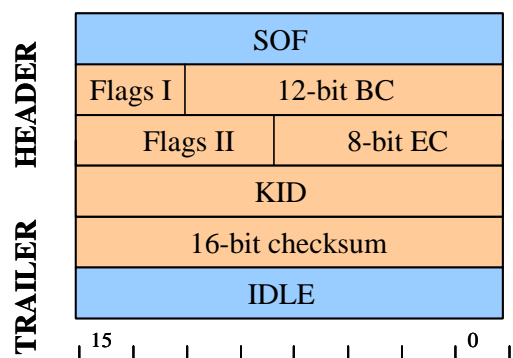 HEADER
SOF
Flags I 12-bit BC
Flags II 8-bit EC
KID
TRAILER
16-bit checksum
IDLE
15 0